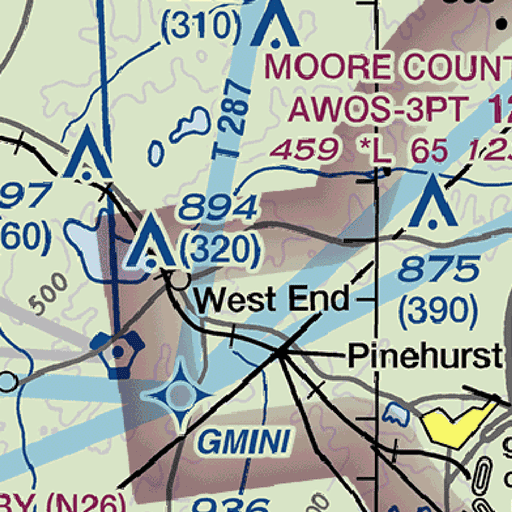 (310)
MOORE COUNT
AWOS-3PT 12
459 *L 65 123
T 287
97
60)
894
(320)
875
(390)
500
West End
Pinehurst
GMINI
936
BY (N26)
00